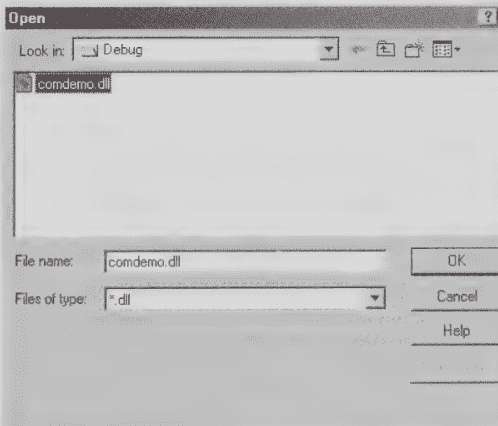 Open
?
Look in: Debug
comdemo.dll
File name: comdemo.dll
OK
Files of type: *.dll
Cancel
Help